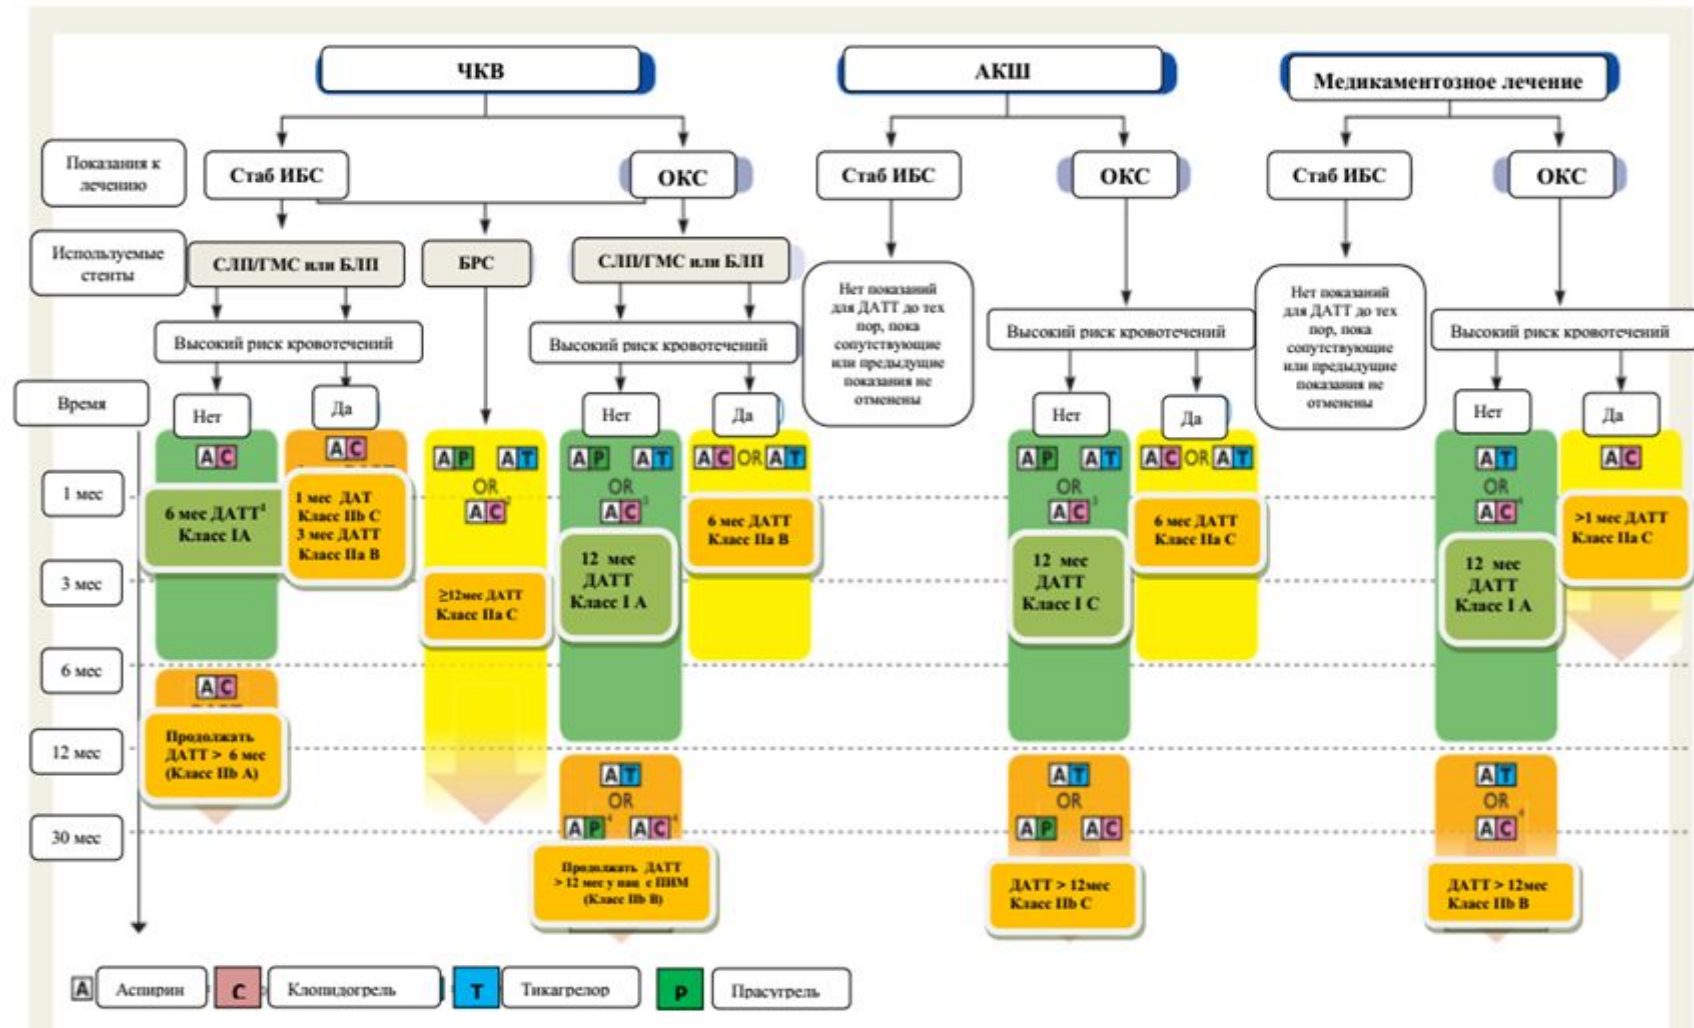 ЧКВ
АКШ
Медикаментозное лечение
Показания к
лечению
Стаб ИБС
ОКС
Стаб ИБС
ОКС
Стаб ИБС
ОКС
Используемые
стенты
СЛП/ГМС или БЛП
БРС
СЛП/ГМС или БЛП
Нет показаний
для ДАТТ до тех
пор, пока
сопутствующие
или предыдущие
показания не
отменены
Нет показаний
для ДАТТ до тех
пор, пока
сопутствующие
или предыдущие
показания не
отменены
Высокий риск кровотечений
Высокий риск кровотечений
Высокий риск кровотечений
Высокий риск кровотечений
Время
Нет
Да
Нет
Да
Нет
Да
Нет
Да
A C
A C
A P A T
OR
A C 2
A P A T
OR
A C 3
A C OR A T
A P A T
OR
A C 3
A C OR A T
A T
OR
A C 4
A C
1 мес
6 мес ДАТТ1
Класс IA
1 мес ДАТ
Класс IIb C
3 мес ДАТТ
Класс IIa B
≥12мес ДАТТ
Класс IIa C
12 мес
ДАТТ
Класс I A
6 мес ДАТТ
Класс IIa B
12 мес
ДАТТ
Класс I C
6 мес ДАТТ
Класс IIa C
12 мес
ДАТТ
Класс I A
>1 мес ДАТТ
Класс IIa C
3 мес
6 мес
A C
Продолжать
ДАТТ > 6 мес
(Класс IIb A)
12 мес
A T
OR
A P 4 A C 4
A T
OR
A P A C
A T
OR
A C 4
30 мес
Продолжать ДАТТ
> 12 мес у пац с ПИМ
(Класс IIb B)
ДАТТ > 12мес
Класс IIb C
ДАТТ > 12мес
Класс IIb B
A Аспирин
C Клопидогрель
T Тикагрелор
P Прасугрель